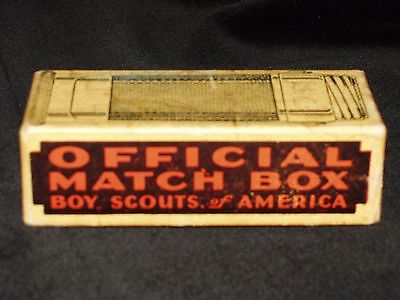 OFFICIAL
MATCH BOX
BOY SCOUTS. of AMERICA